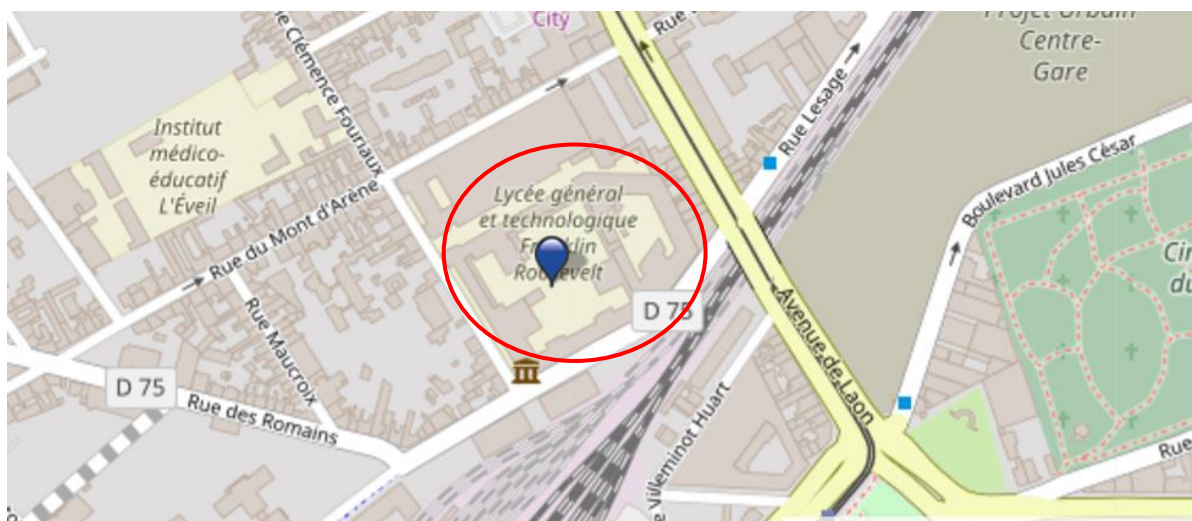 City
Rue
Projet Urbain
Centre-
Gare
Rue Clémence Fouriaux
Rue Lesage
Institut
médico-
éducatif
L'Éveil
Lycée général
et technologique
Franklin
Roosevelt
Boulevard Jules César
Rue du Mont d'Arène
D 75
Rue Maucroix
Avenue de Laon
D 75
Rue des Romains
Villeminot Huart
Rue